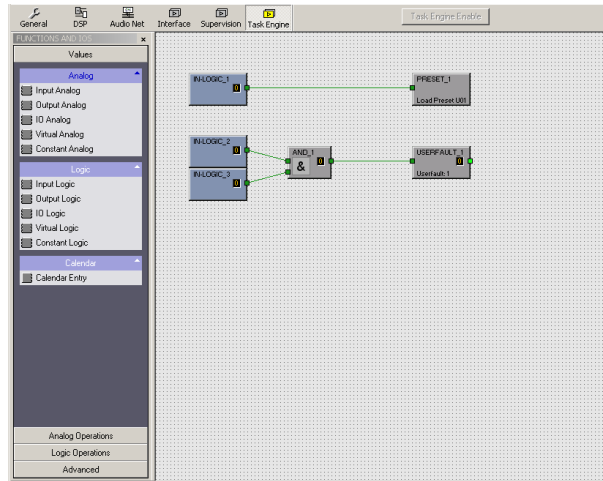 General DSP Audio Net Interface Supervision Task Engine Task Engine Enable
FUNCTIONS AND IOS x
Values
Analog
Input Analog
Output Analog
IO Analog
Virtual Analog
Constant Analog
Logic
Input Logic
Output Logic
IO Logic
Virtual Logic
Constant Logic
Calendar
Calendar Entry
Analog Operations
Logic Operations
Advanced
IN-LOGIC_1
0
PRESET_1
Load Preset U01
IN-LOGIC_2
0
IN-LOGIC_3
0
AND_1
& 0
USERFAULT_1
0
Userfault: 1